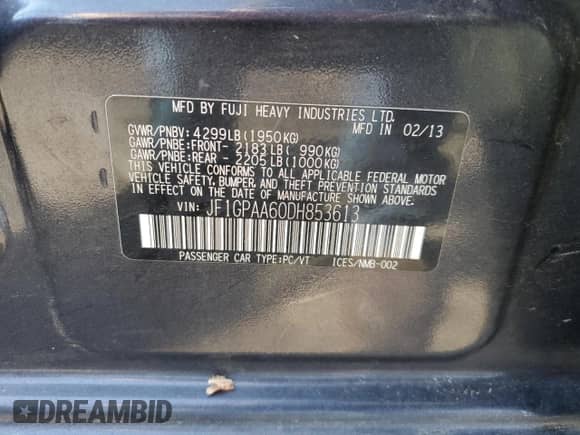 MFD BY FUJI HEAVY INDUSTRIES LTD.
GVWR/PNBV: 4299LB(1950KG) MFD IN 02/13
GAWR/PNBE:FRONT- 2183LB( 990KG)
GAWR/PNBE:REAR - 2205LB(1000KG)
THIS VEHICLE CONFORMS TO ALL APPLICABLE FEDERAL MOTOR
VEHICLE SAFETY, BUMPER, AND THEFT PREVENTION STANDARDS
IN EFFECT ON THE DATE OF MANUFACTURE SHOWN ABOVE.
VIN: JF1GPAA60DH853613
PASSENGER CAR TYPE:PC/VT ICES/NMB-002
DREAMBID